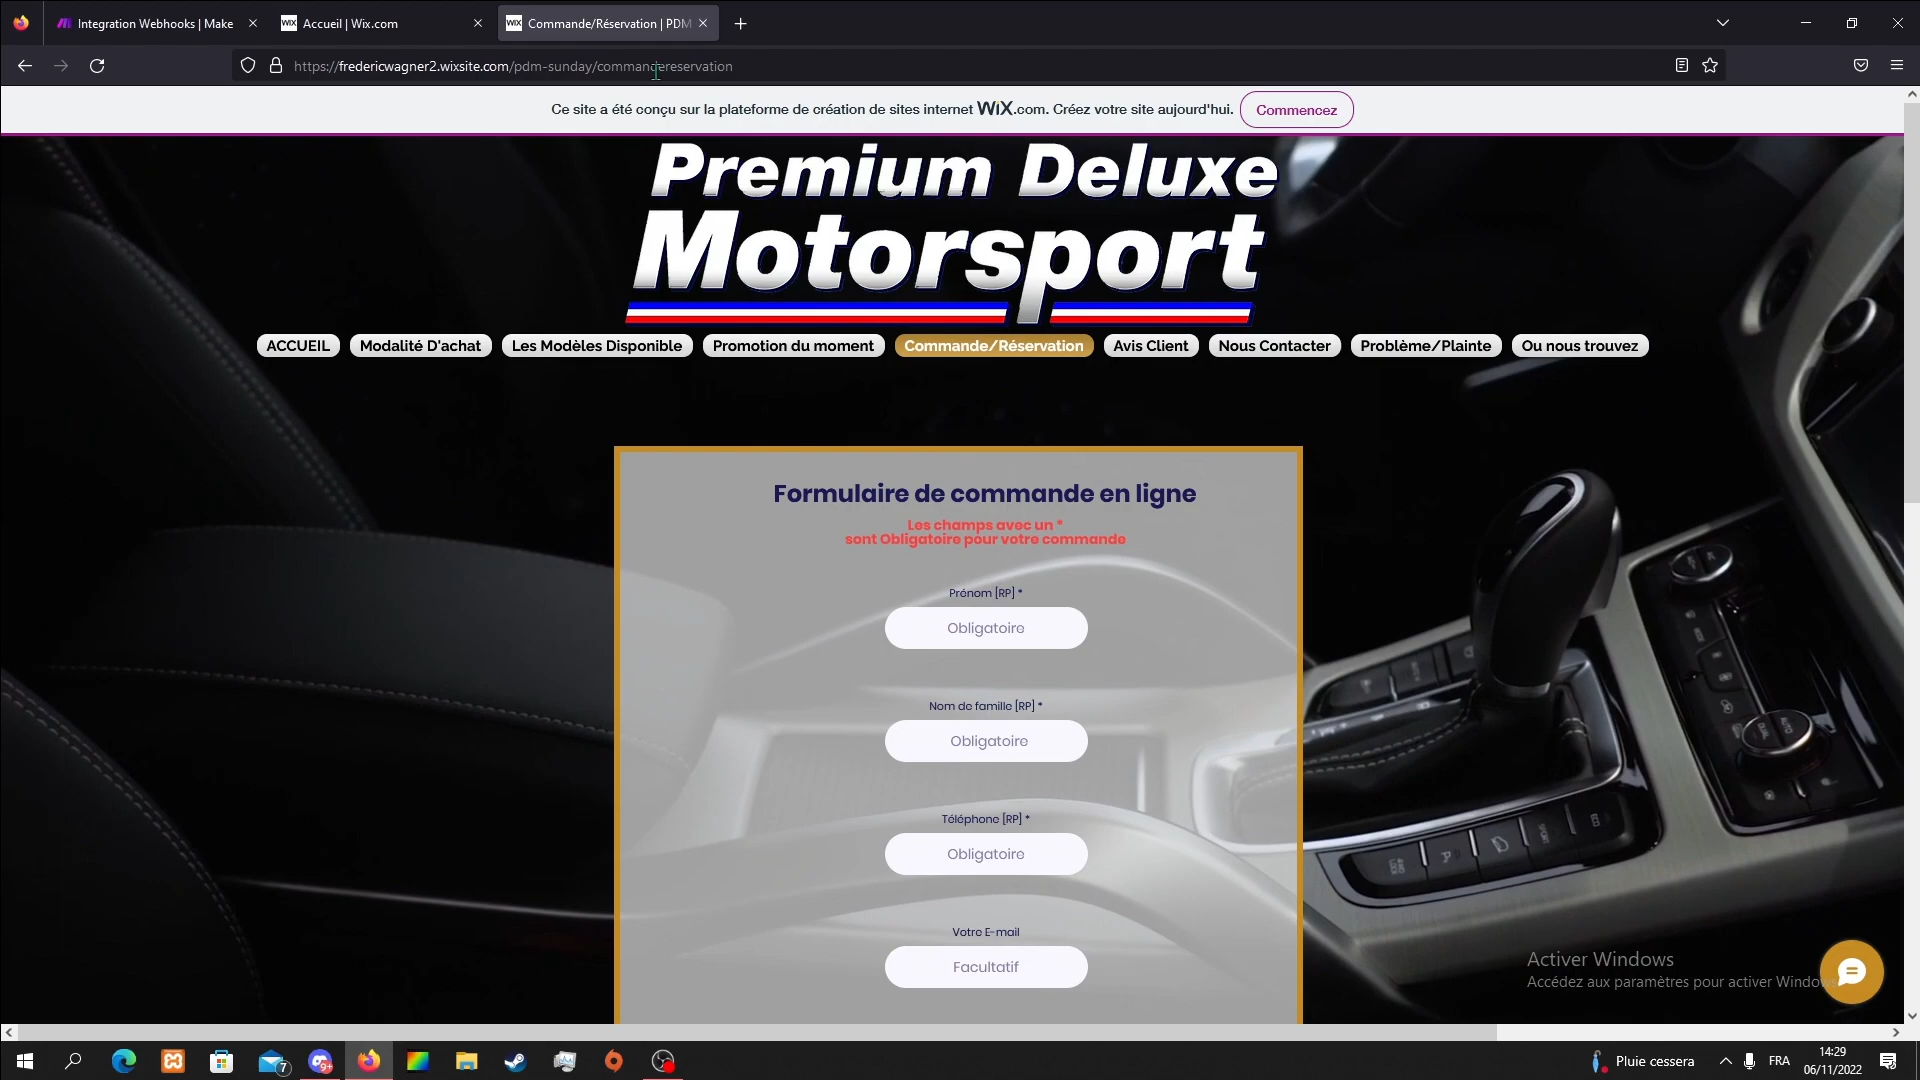 Integration Webhooks | Make
Accueil | Wix.com
Commande/Réservation | PDM
https://fredericwagner2.wixsite.com/pdm-sunday/commandereservation
Ce site a été conçu sur la plateforme de création de sites internet WiX.com. Créez votre site aujourd'hui.
Commencez
Premium Deluxe
Motorsport
ACCUEIL
Modalité D'achat
Les Modèles Disponible
Promotion du moment
Commande/Réservation
Avis Client
Nous Contacter
Problème/Plainte
Ou nous trouvez
Formulaire de commande en ligne
Les champs avec un *
sont Obligatoire pour votre commande
Prénom [RP] *
Obligatoire
Nom de famille [RP] *
Obligatoire
Téléphone [RP] *
Obligatoire
Votre E-mail
Facultatif
Activer Windows
Accédez aux paramètres pour activer Windows
7
9+
Pluie cessera
FRA
14:29
06/11/2022